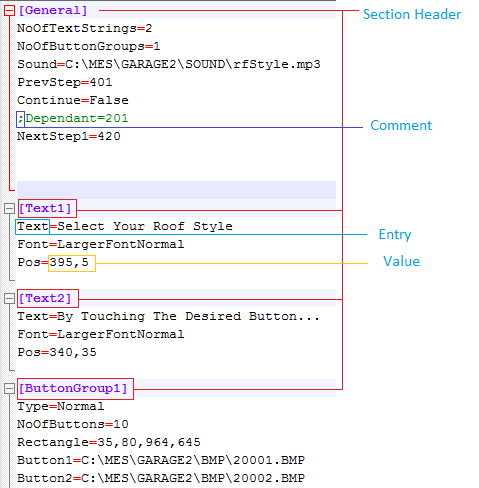 [General]
Section Header
NoOfTextStrings=2
NoOfButtonGroups=1
Sound=C:\MES\GARAGE2\SOUND\rfStyle.mp3
PrevStep=401
Continue=False
;Dependant=201
Comment
NextStep1=420
[Text1]
Text=Select Your Roof Style
Entry
Font=LargerFontNormal
Pos=395,5
Value
[Text2]
Text=By Touching The Desired Button...
Font=LargerFontNormal
Pos=340,35
[ButtonGroup1]
Type=Normal
NoOfButtons=10
Rectangle=35,80,964,645
Button1=C:\MES\GARAGE2\BMP\20001.BMP
Button2=C:\MES\GARAGE2\BMP\20002.BMP